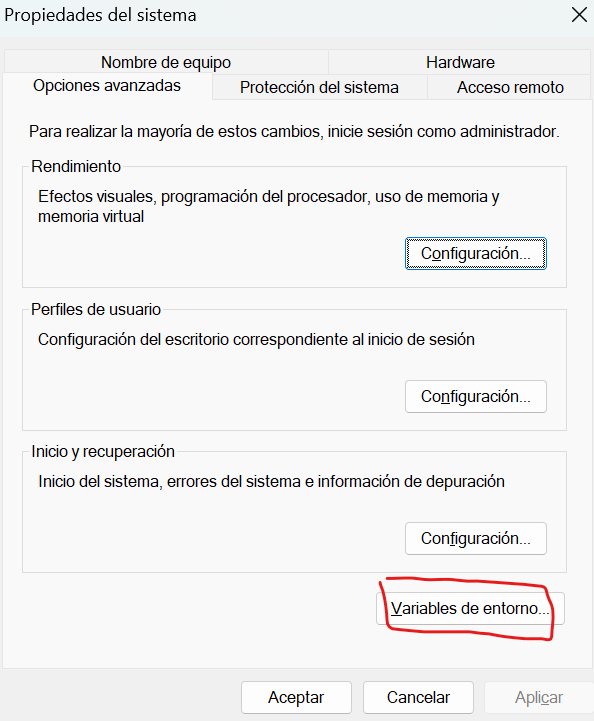 Propiedades del sistema
Nombre de equipo
Hardware
Opciones avanzadas
Protección del sistema
Acceso remoto
Para realizar la mayoría de estos cambios, inicie sesión como administrador.
Rendimiento
Efectos visuales, programación del procesador, uso de memoria y
memoria virtual
Configuración...
Perfiles de usuario
Configuración del escritorio correspondiente al inicio de sesión
Configuración...
Inicio y recuperación
Inicio del sistema, errores del sistema e información de depuración
Configuración...
Variables de entorno...
Aceptar
Cancelar
Aplicar